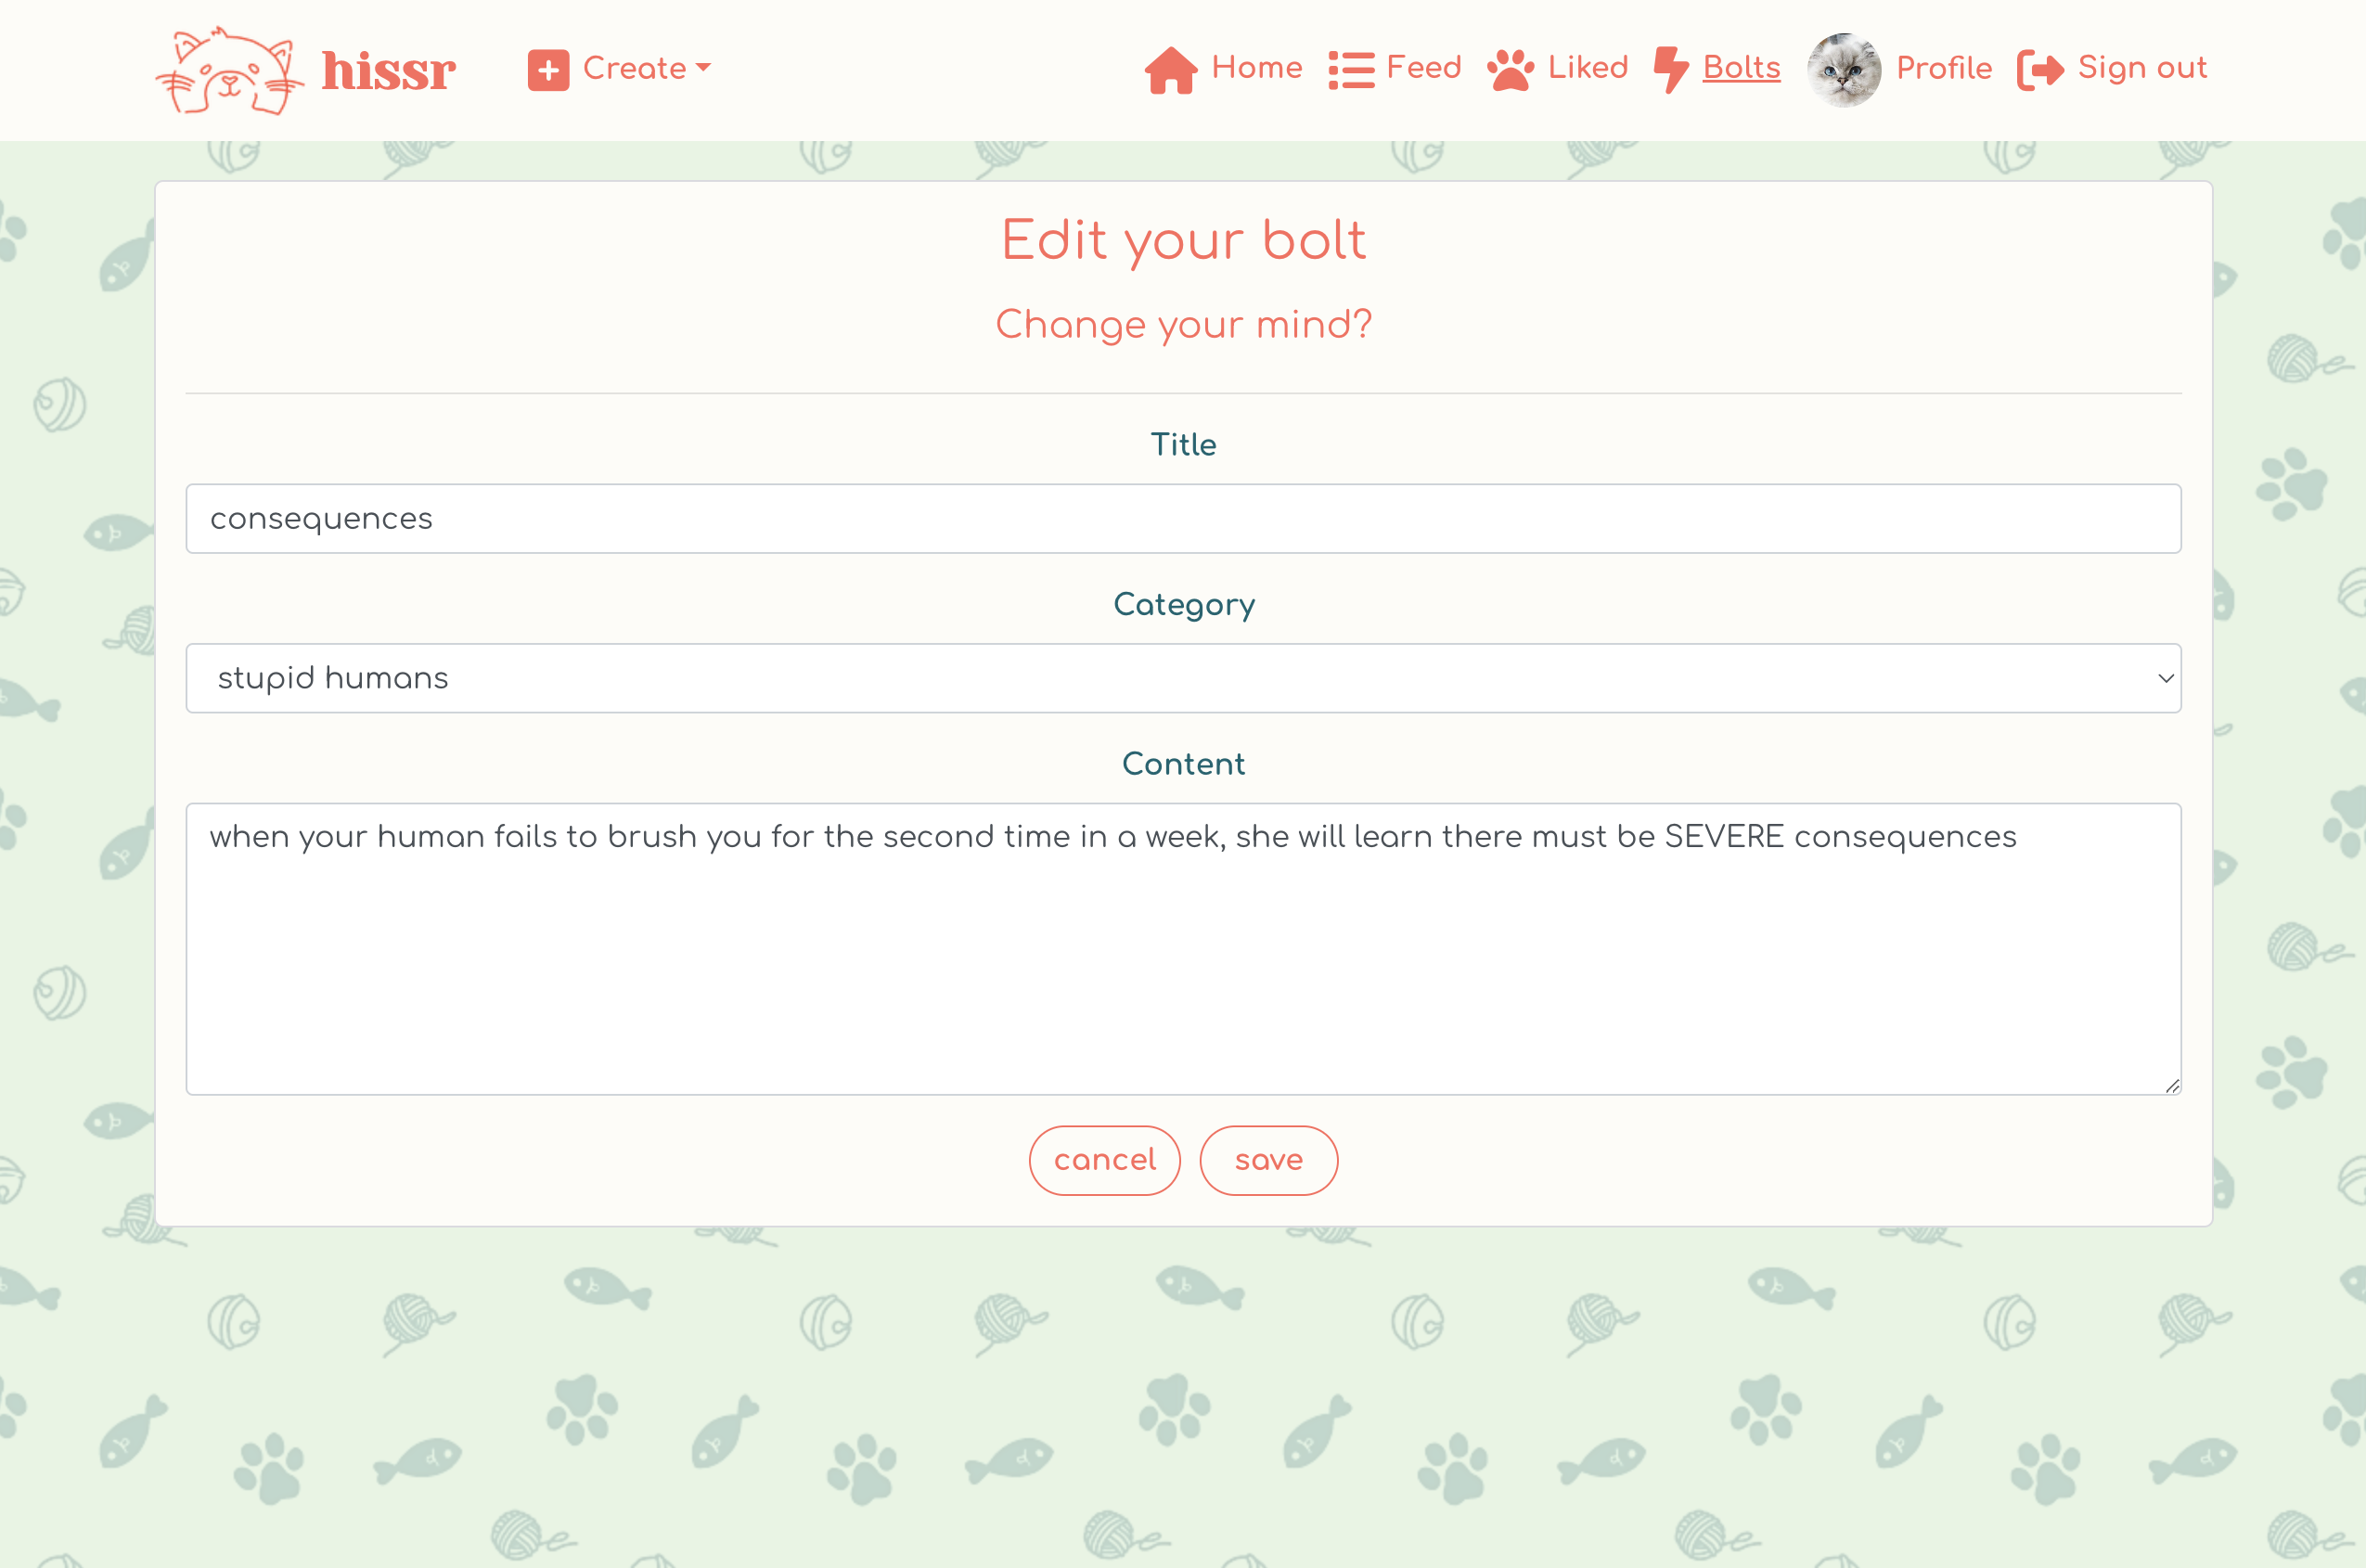 hissr
Create
Home
Feed
Liked
Bolts
Profile
Sign out
Edit your bolt
Change your mind?
Title
consequences
Category
stupid humans
Content
when your human fails to brush you for the second time in a week, she will learn there must be SEVERE consequences
cancel
save